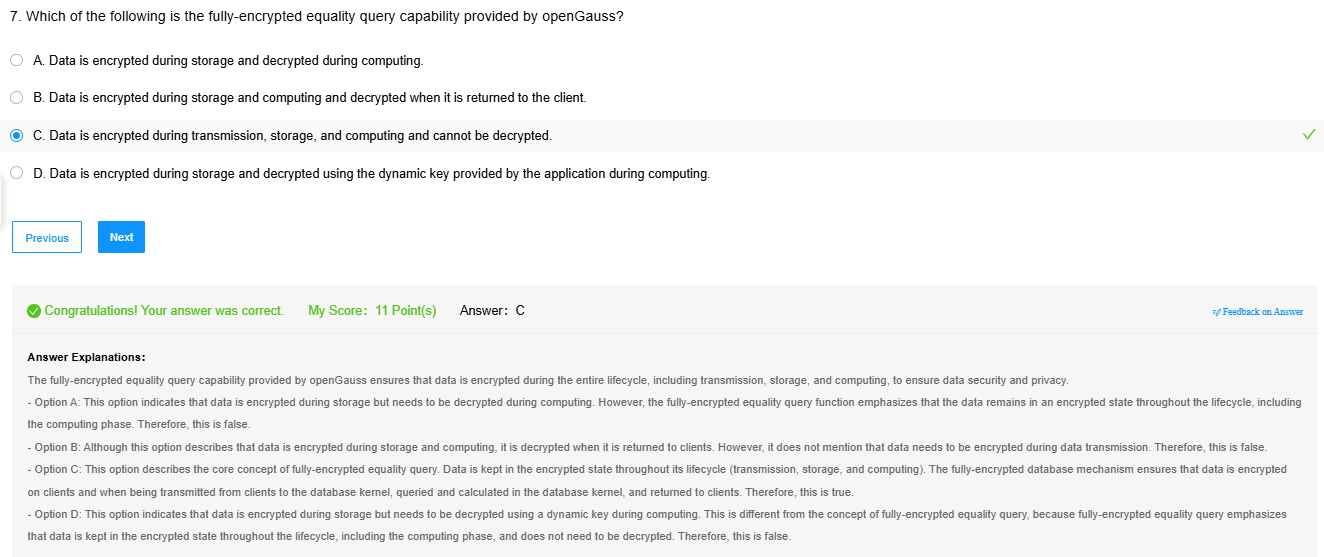 7. Which of the following is the fully-encrypted equality query capability provided by openGauss?
A. Data is encrypted during storage and decrypted during computing.
B. Data is encrypted during storage and computing and decrypted when it is returned to the client.
C. Data is encrypted during transmission, storage, and computing and cannot be decrypted.
D. Data is encrypted during storage and decrypted using the dynamic key provided by the application during computing.
Previous Next
Congratulations! Your answer was correct. My Score: 11 Point(s) Answer: C Feedback on Answer
Answer Explanations:
The fully-encrypted equality query capability provided by openGauss ensures that data is encrypted during the entire lifecycle, including transmission, storage, and computing, to ensure data security and privacy.
- Option A: This option indicates that data is encrypted during storage but needs to be decrypted during computing. However, the fully-encrypted equality query function emphasizes that the data remains in an encrypted state throughout the lifecycle, including
the computing phase. Therefore, this is false.
- Option B: Although this option describes that data is encrypted during storage and computing, it is decrypted when it is returned to clients. However, it does not mention that data needs to be encrypted during data transmission. Therefore, this is false.
- Option C: This option describes the core concept of fully-encrypted equality query. Data is kept in the encrypted state throughout its lifecycle (transmission, storage, and computing). The fully-encrypted database mechanism ensures that data is encrypted
on clients and when being transmitted from clients to the database kernel, queried and calculated in the database kernel, and returned to clients. Therefore, this is true.
- Option D: This option indicates that data is encrypted during storage but needs to be decrypted using a dynamic key during computing. This is different from the concept of fully-encrypted equality query, because fully-encrypted equality query emphasizes
that data is kept in the encrypted state throughout the lifecycle, including the computing phase, and does not need to be decrypted. Therefore, this is false.